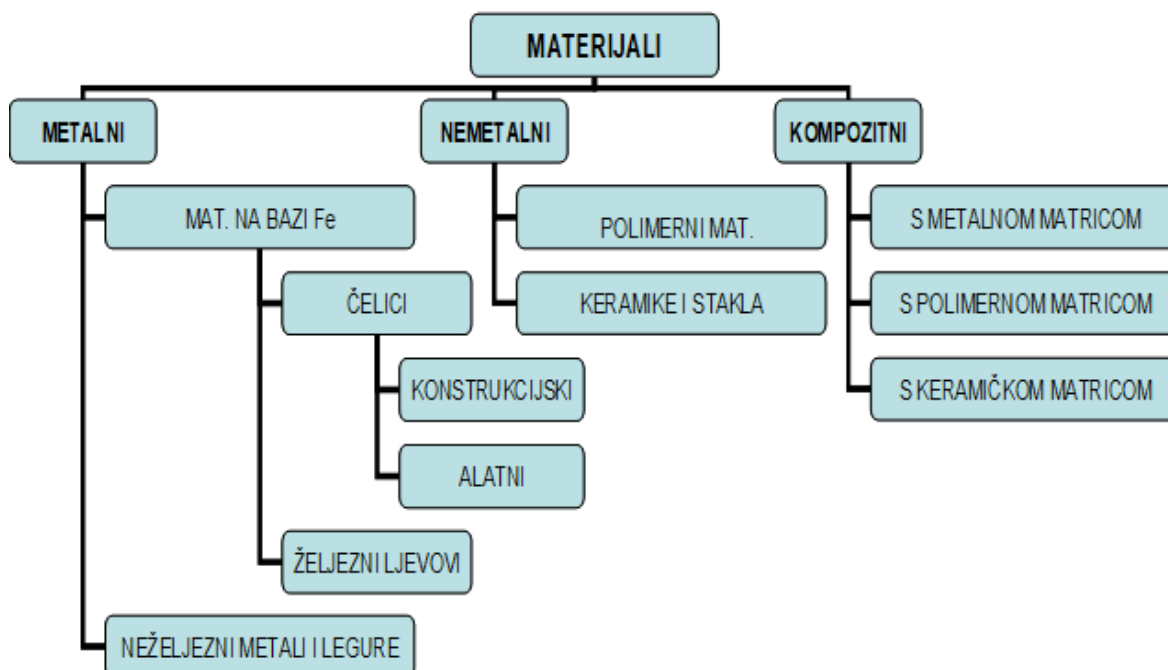 MATERIJALI
METALNI
NEMETALNI
KOMPOZITNI
MAT. NA BAZI Fe
POLIMERNI MAT.
S METALNOM MATRICOM
ČELICI
KERAMIKE I STAKLA
S POLIMERNOM MATRICOM
KONSTRUKCIJSKI
S KERAMIČKOM MATRICOM
ALATNI
ŽELJEZNI LJEVOVI
NEŽELJEZNI METALI I LEGURE